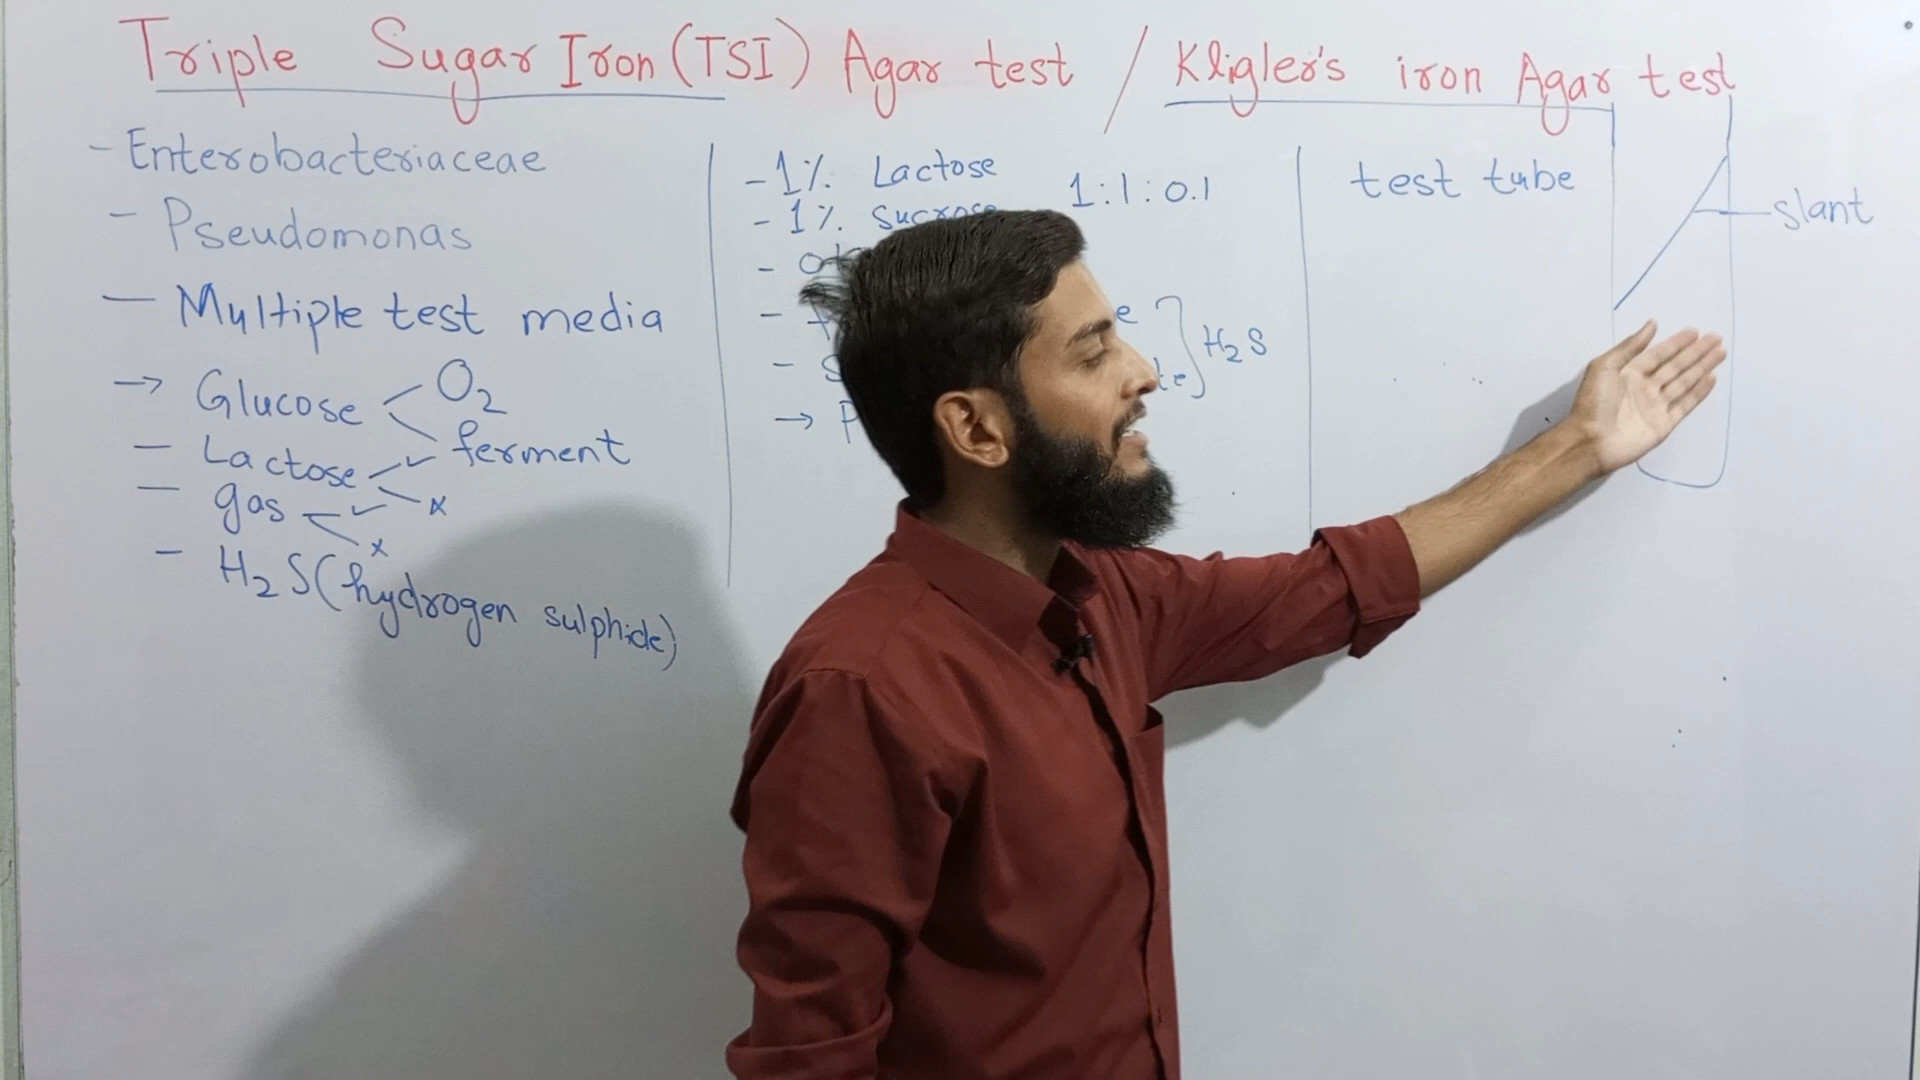 Triple Sugar Iron (TSI) Agar test / Kligler's iron Agar test
- Enterobacteriaceae
- Pseudomonas
- Multiple test media
→ Glucose < O2
ferment
- Lactose < ✓
x
- gas < ✓
x
- H2S (hydrogen sulphide)
- 1% Lactose
- 1% Sucrose
1:1:0.1
H2S
test tube
slant